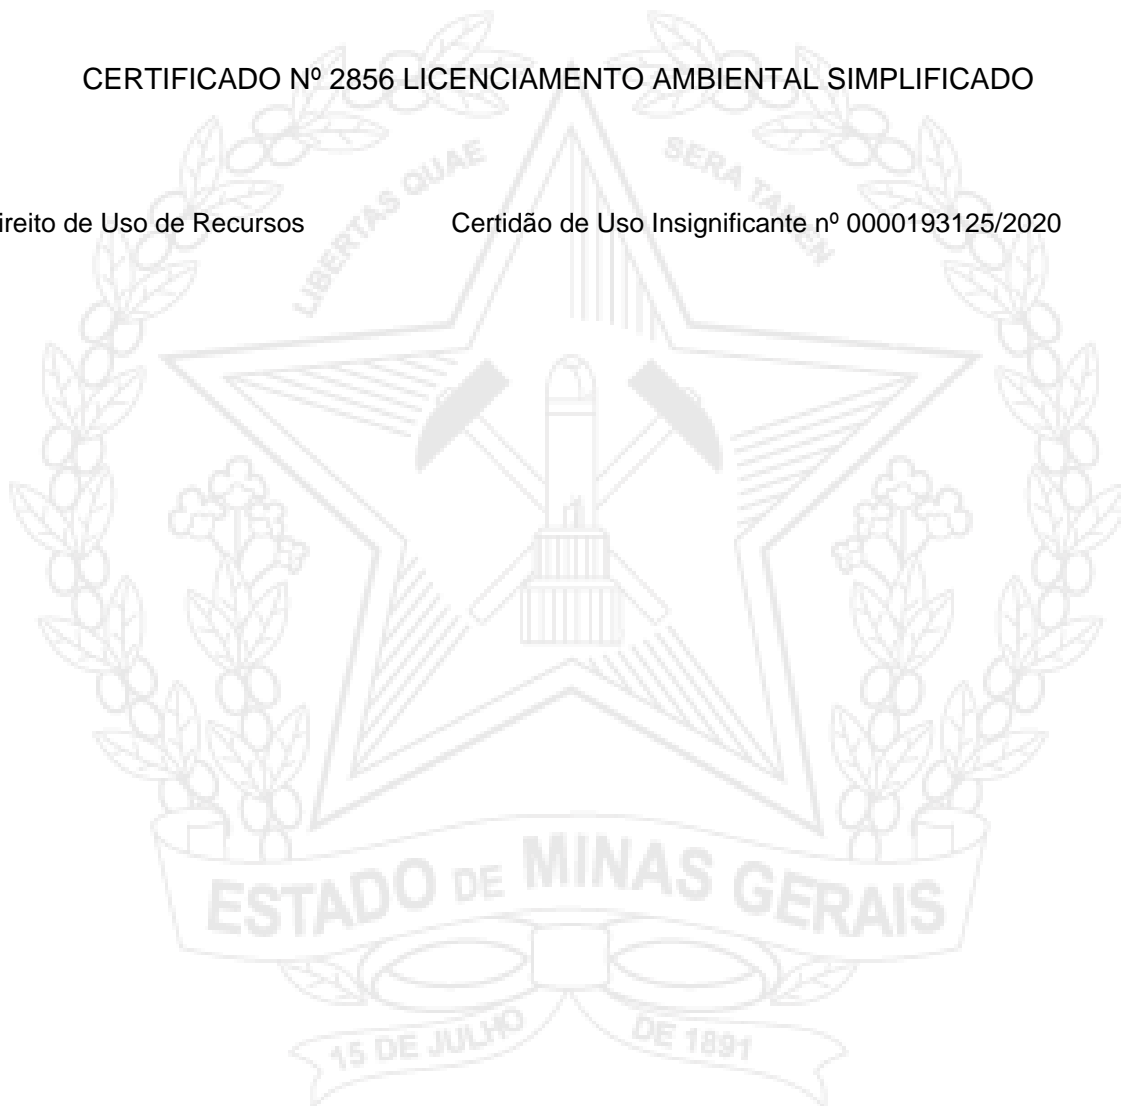 CERTIFICADO Nº 2856 LICENCIAMENTO AMBIENTAL SIMPLIFICADO
LIBERTAS QUAE SERA TAMEN
ireito de Uso de Recursos Certidão de Uso Insignificante nº 0000193125/2020
ESTADO DE MINAS GERAIS
15 DE JULHO DE 1891